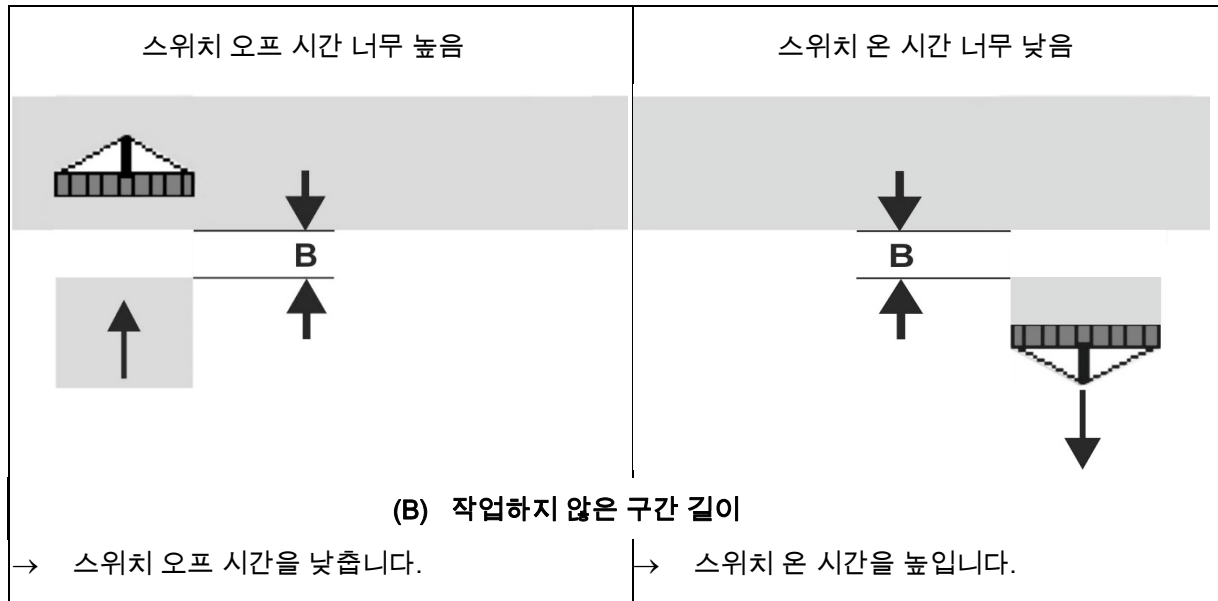 스위치 오프 시간 너무 높음
스위치 온 시간 너무 낮음
B
B
(B) 작업하지 않은 구간 길이
→ 스위치 오프 시간을 낮춥니다.
→ 스위치 온 시간을 높입니다.